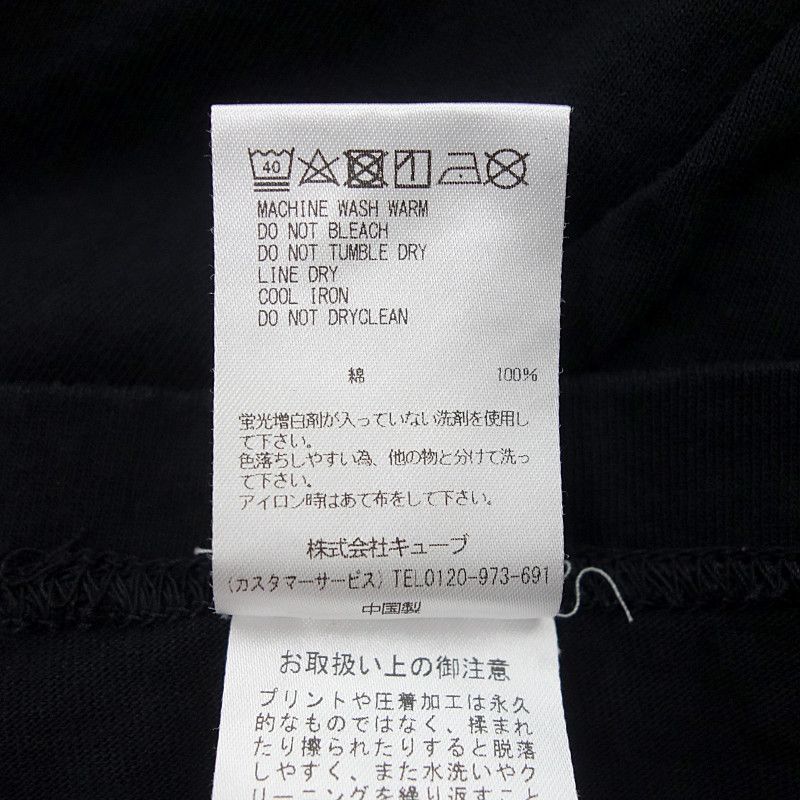 40
MACHINE WASH WARM
DO NOT BLEACH
DO NOT TUMBLE DRY
LINE DRY
COOL IRON
DO NOT DRYCLEAN
綿 100%
蛍光増白剤が入っていない洗剤を使用し
て下さい。
色落ちしやすい為、他の物と分けて洗っ
て下さい。
アイロン時はあて布をして下さい。
株式会社キューブ
(カスタマーサービス) TEL0120-973-691
中国製
お取扱い上の御注意
プリントや圧着加工は永久
的なものではなく、揉まれ
たり擦られたりすると脱落
しやすく、また水洗いやク
リーニングを繰り返すこと